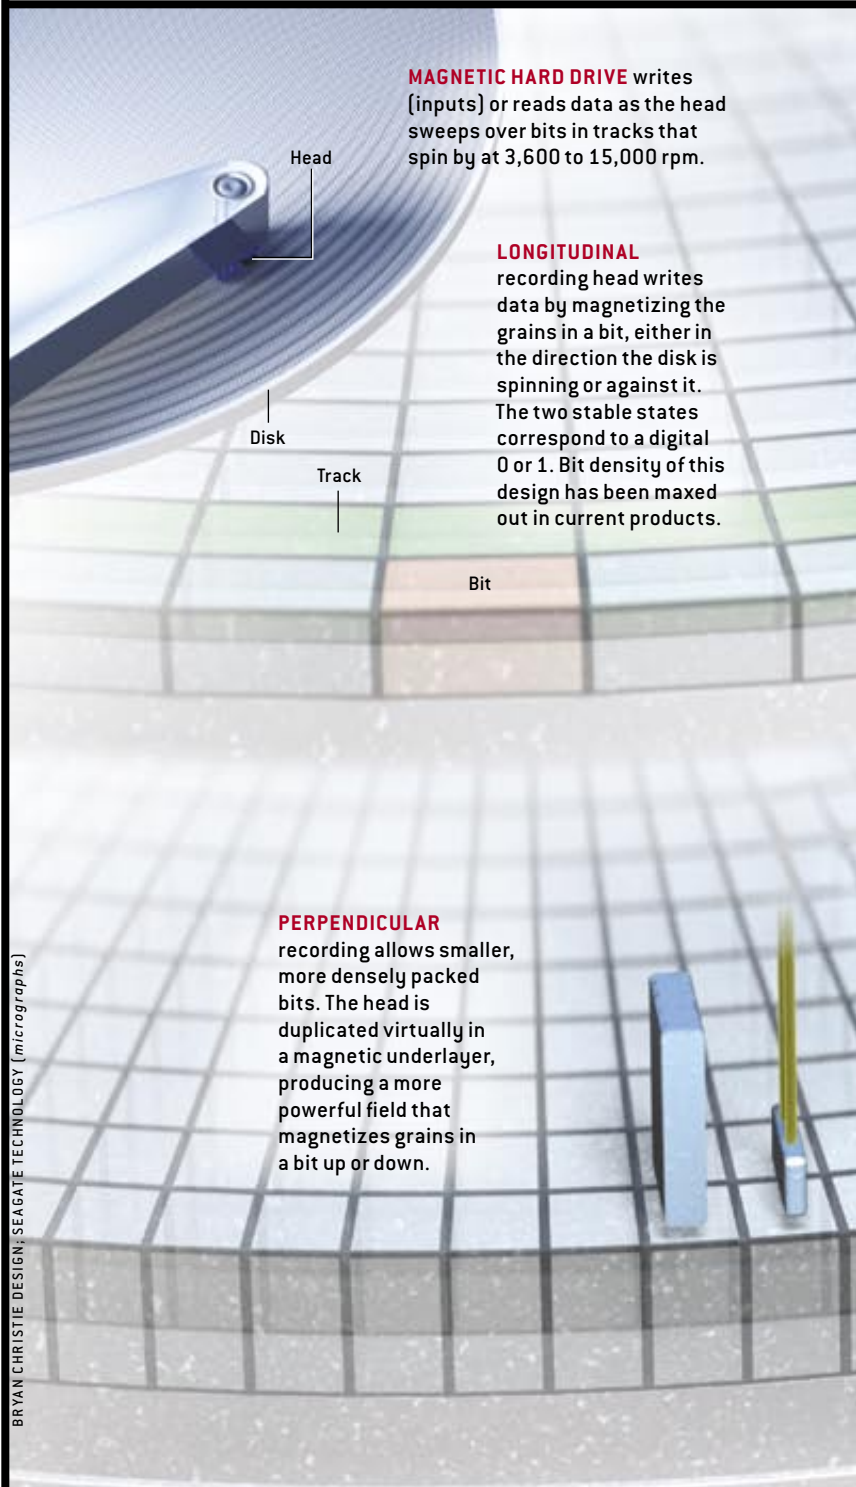 MAGNETIC HARD DRIVE writes
(inputs) or reads data as the head
sweeps over bits in tracks that
spin by at 3,600 to 15,000 rpm.
Head
LONGITUDINAL
recording head writes
data by magnetizing the
grains in a bit, either in
the direction the disk is
spinning or against it.
The two stable states
correspond to a digital
0 or 1. Bit density of this
design has been maxed
out in current products.
Disk
Track
Bit
PERPENDICULAR
recording allows smaller,
more densely packed
bits. The head is
duplicated virtually in
a magnetic underlayer,
producing a more
powerful field that
magnetizes grains in
a bit up or down.
BRYAN CHRISTIE DESIGN; SEAGATE TECHNOLOGY (micrographs)